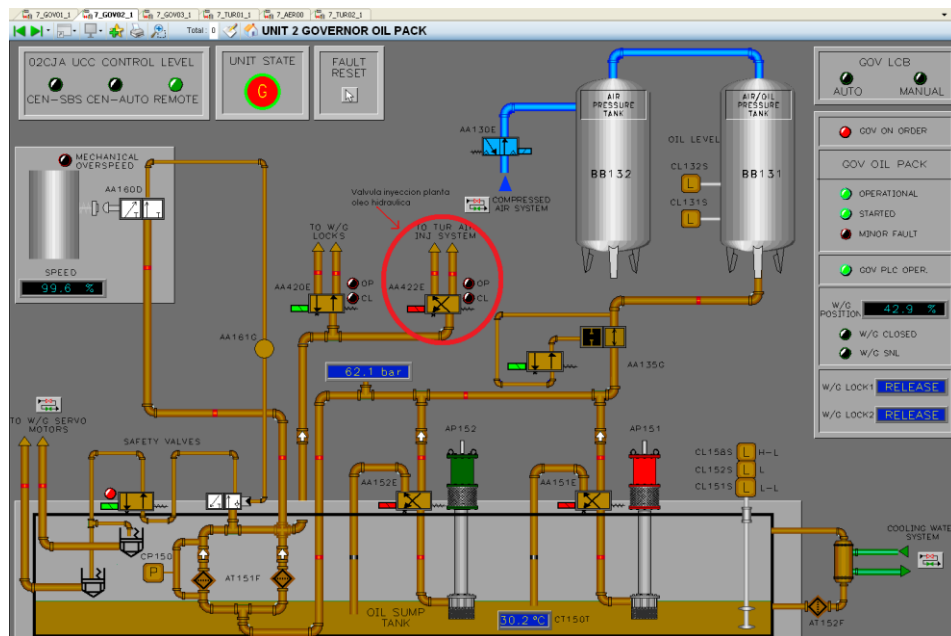 7_GOV01_1
7_GOV02_1
7_GOV03_1
7_TUR01_1
7_AER00
7_TUR02_1
Total: 0
UNIT 2 GOVERNOR OIL PACK
02CJA UCC CONTROL LEVEL
CEN-SBS CEN-AUTO REMOTE
UNIT STATE
G
FAULT
RESET
GOV LCB
AUTO
MANUAL
MECHANICAL
OVERSPEED
AA160D
SPEED
99.6 %
AA161G
Valvula inyeccion planta
oleo hidraulica
TO W/G
LOCKS
TO TUR AIR
INJ SYSTEM
AA420E
OP
CL
AA422E
OP
CL
AA130E
COMPRESSED
AIR SYSTEM
AIR
PRESSURE
TANK
BB132
AIR/OIL
PRESSURE
TANK
BB131
OIL LEVEL
CL132S
L
CL131S
L
GOV ON ORDER
GOV OIL PACK
OPERATIONAL
STARTED
MINOR FAULT
GOV PLC OPER.
W/G
POSITION
42.9 %
W/G CLOSED
W/G SNL
W/G LOCK1 RELEASE
W/G LOCK2 RELEASE
62.1 bar
AA135G
TO W/G SERVO
MOTORS
SAFETY VALVES
AP152
AP151
AA152E
AA151E
CL158S L H-L
CL152S L L
CL151S L L-L
CP150
P
AT151F
OIL SUMP
TANK
30.2 ºC
CT150T
COOLING WATER
SYSTEM
AT152F